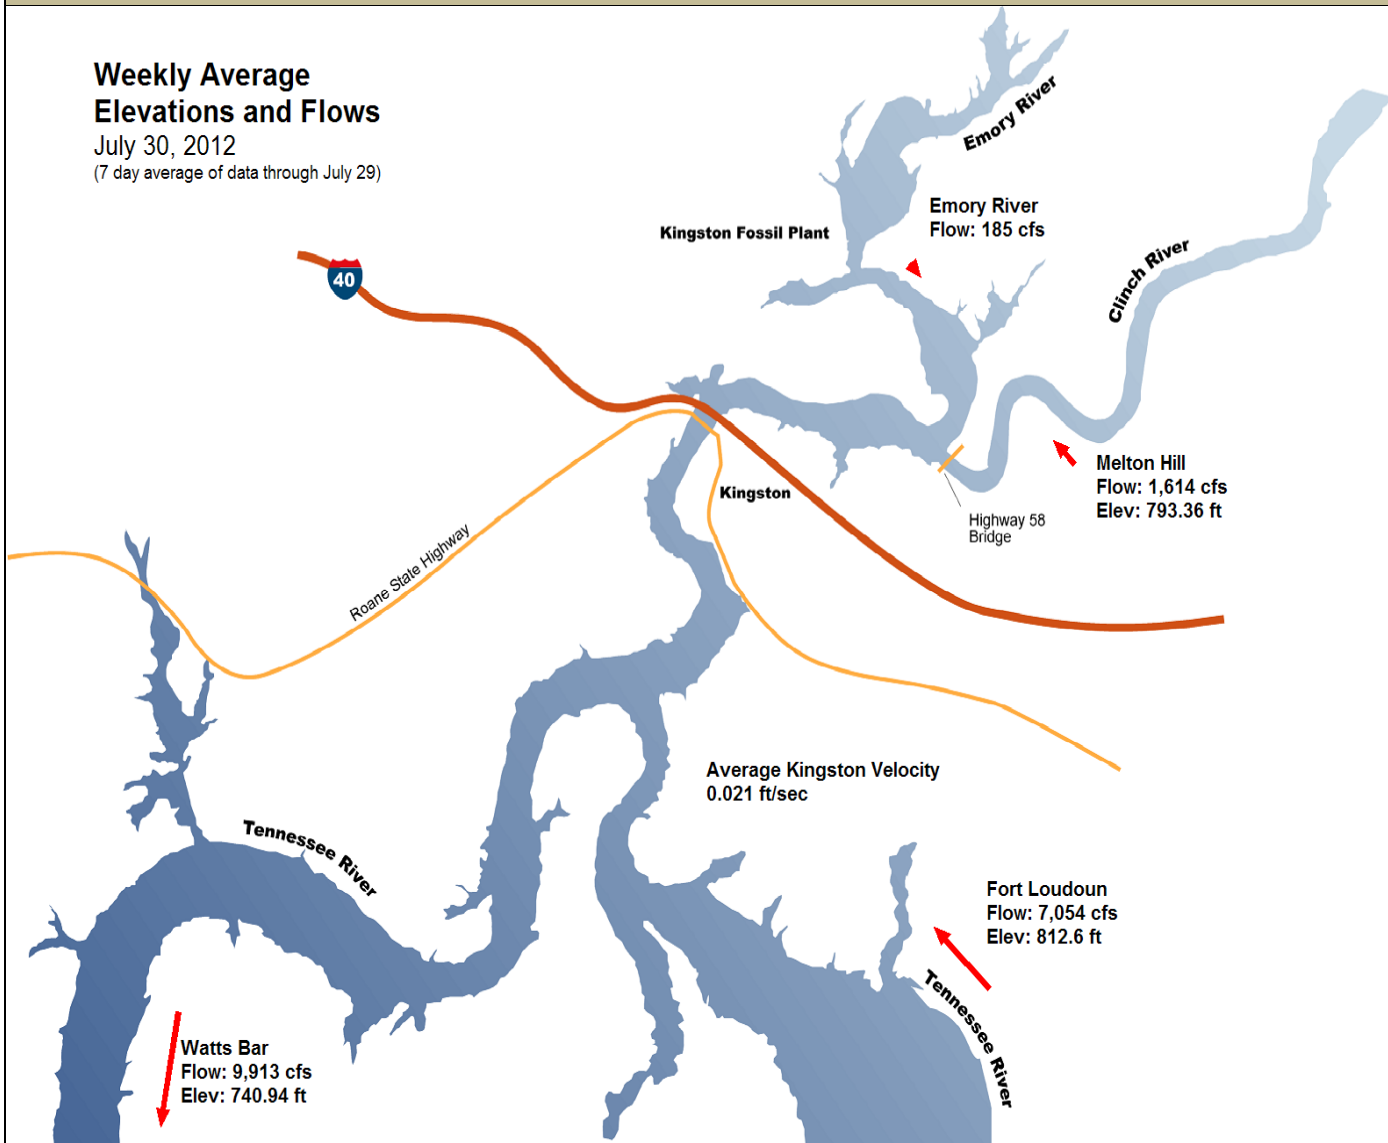 Weekly Average
Elevations and Flows
July 30, 2012
(7 day average of data through July 29)
Emory River
Emory River
Flow: 185 cfs
Kingston Fossil Plant
Clinch River
40
Melton Hill
Flow: 1,614 cfs
Elev: 793.36 ft
Kingston
Highway 58
Bridge
Roane State Highway
Average Kingston Velocity
0.021 ft/sec
Tennessee River
Fort Loudoun
Flow: 7,054 cfs
Elev: 812.6 ft
Tennessee River
Watts Bar
Flow: 9,913 cfs
Elev: 740.94 ft